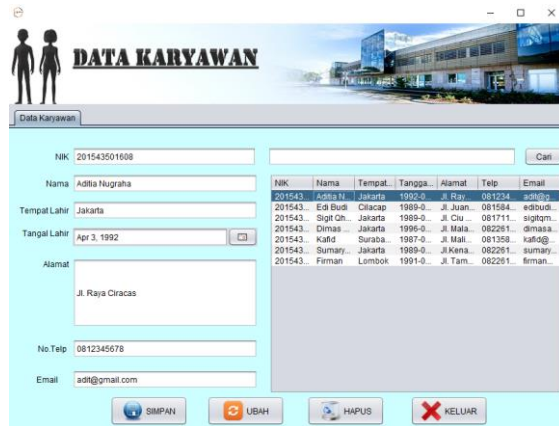 DATA KARYAWAN
Data Karyawan
NIK 201543501608
Nama Aditia Nugraha
Tempat Lahir Jakarta
Tangal Lahir Apr 3, 1992
Alamat Jl. Raya Ciracas
No.Telp 0812345678
Email adit@gmail.com
Cari
NIK Nama Tempat... Tangga... Alamat Telp Email
201543... Aditia N... Jakarta 1992-0... Jl. Ray... 081234... adit@g...
201543... Edi Budi Cilacap 1989-0... Jl. Juan... 081584... edibudi...
201543... Sigit Qh... Jakarta 1989-0... Jl. Ciu ... 081711... sigitqm...
201543... Dimas ... Jakarta 1996-0... Jl. Mala... 082261... dimasa...
201543... Kafid Suraba... 1987-0... Jl. Mali... 081358... kafid@...
201543... Sumary... Jakarta 1989-0... Jl.Kena... 082261... sumary...
201543... Firman Lombok 1991-0... Jl. Tam... 082261... firman...
SIMPAN UBAH HAPUS KELUAR